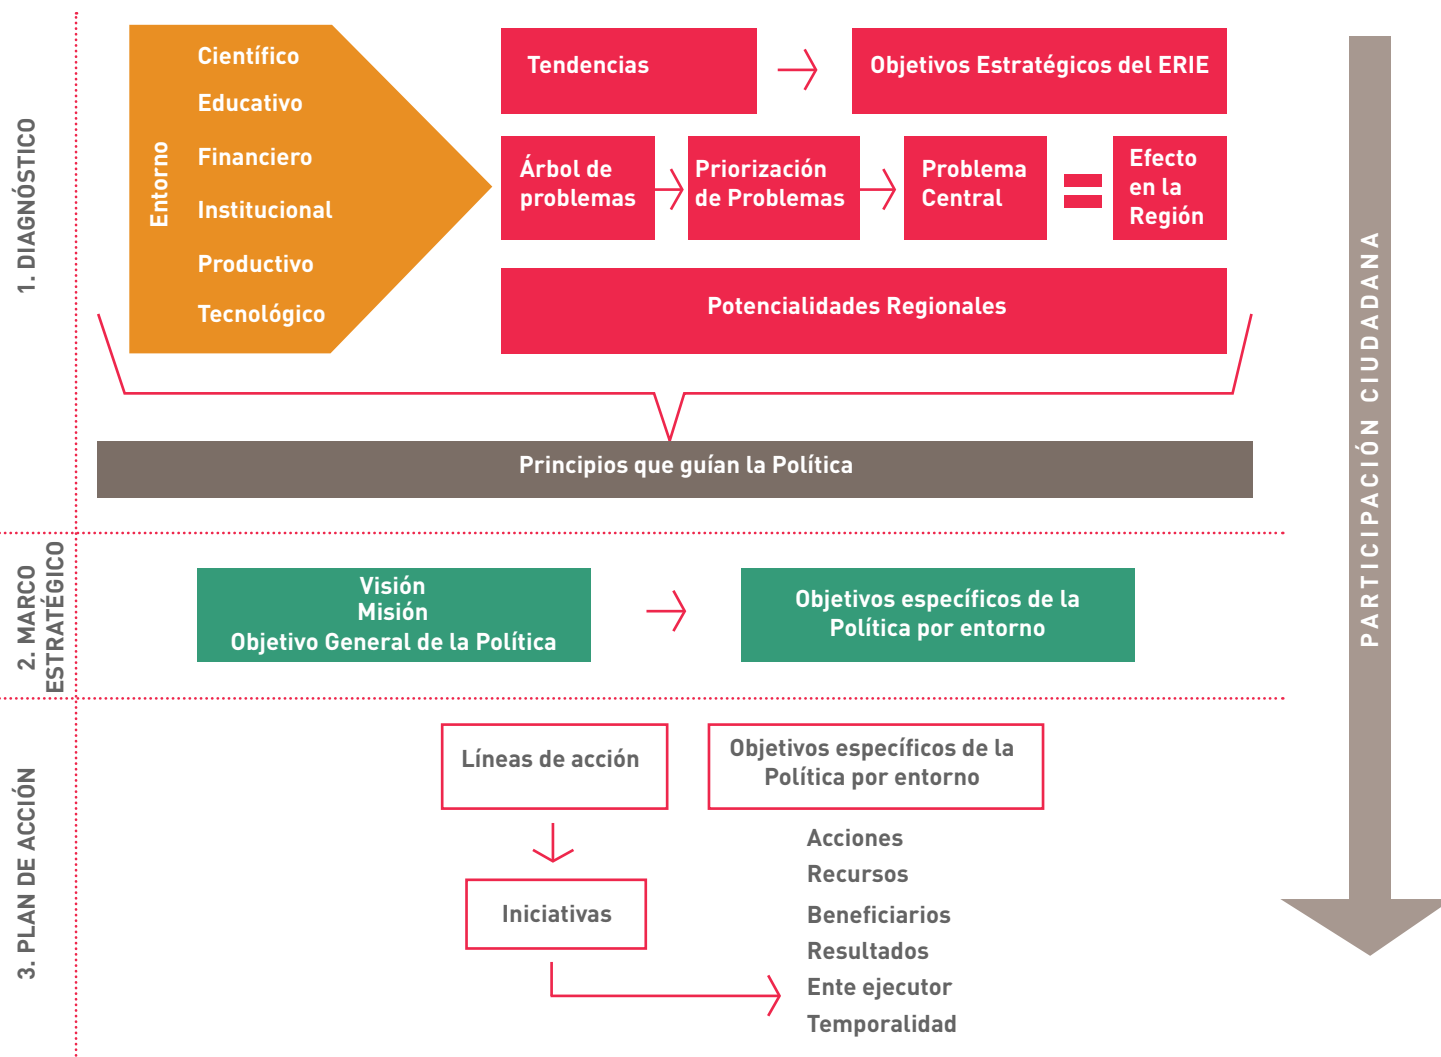 1. DIAGNÓSTICO
Entorno
Científico
Educativo
Financiero
Institucional
Productivo
Tecnológico
Tendencias
Objetivos Estratégicos del ERIE
Árbol de
problemas
Priorización
de Problemas
Problema
Central
Efecto
en la
Región
Potencialidades Regionales
Principios que guían la Política
2. MARCO
ESTRATÉGICO
Visión
Misión
Objetivo General de la Política
Objetivos específicos de la
Política por entorno
3. PLAN DE ACCIÓN
Líneas de acción
Objetivos específicos de la
Política por entorno
Iniciativas
Acciones
Recursos
Beneficiarios
Resultados
Ente ejecutor
Temporalidad
PARTICIPACIÓN CIUDADANA